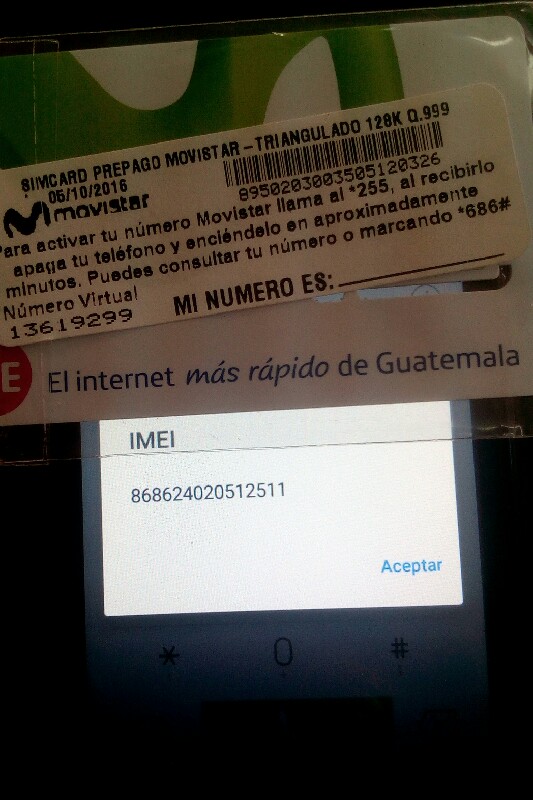 SIMCARD PREPAGO MOVISTAR -TRIANGULADO 128K Q.999
05/10/2016
8950203003505120326
movistar
Para activar tu número Movistar llama al *255, al recibirlo
apaga tu teléfono y enciéndelo en aproximadamente
minutos. Puedes consultar tu número o marcando *686#
Número Virtual
13619299
MI NUMERO ES:
E
El internet más rápido de Guatemala
IMEI
868624020512511
Aceptar
* 0 #